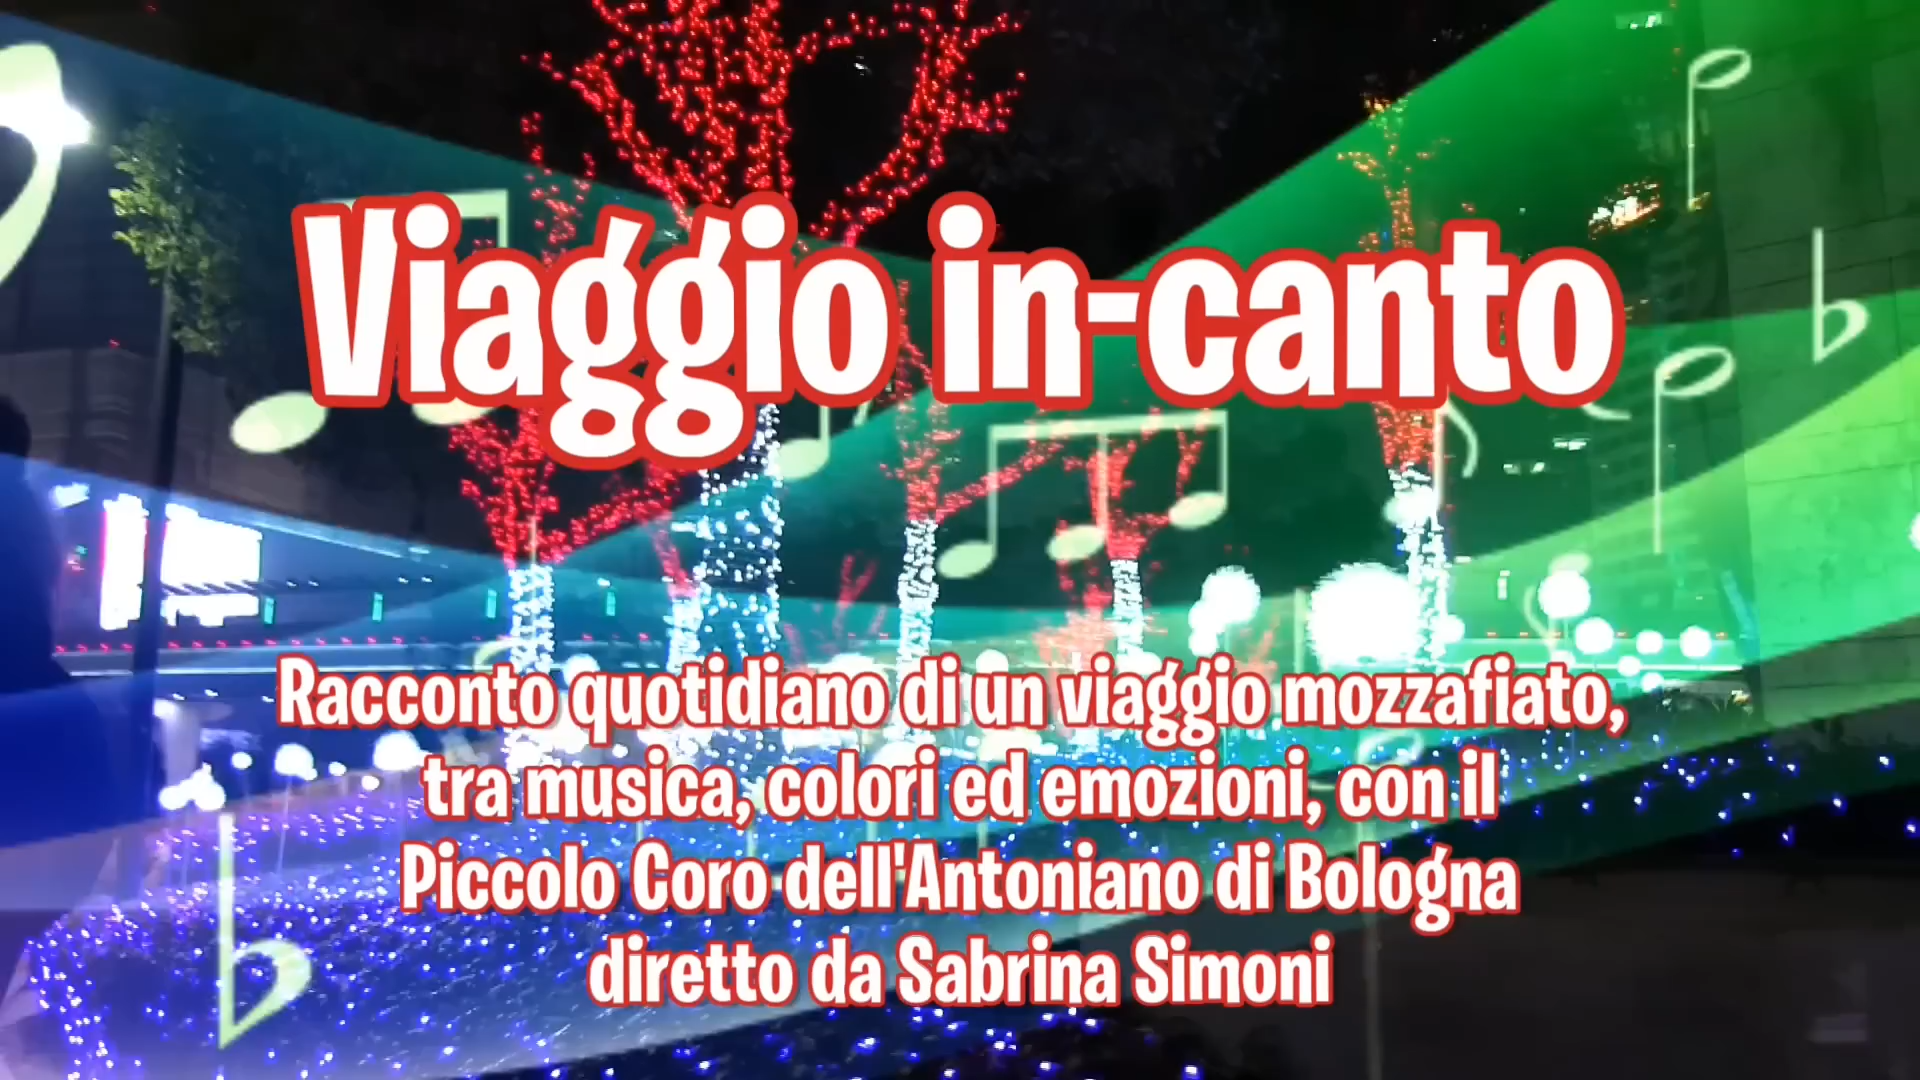 Viaggio in-canto
Racconto quotidiano di un viaggio mozzafiato,
tra musica, colori ed emozioni, con il
Piccolo Coro dell'Antoniano di Bologna
diretto da Sabrina Simoni